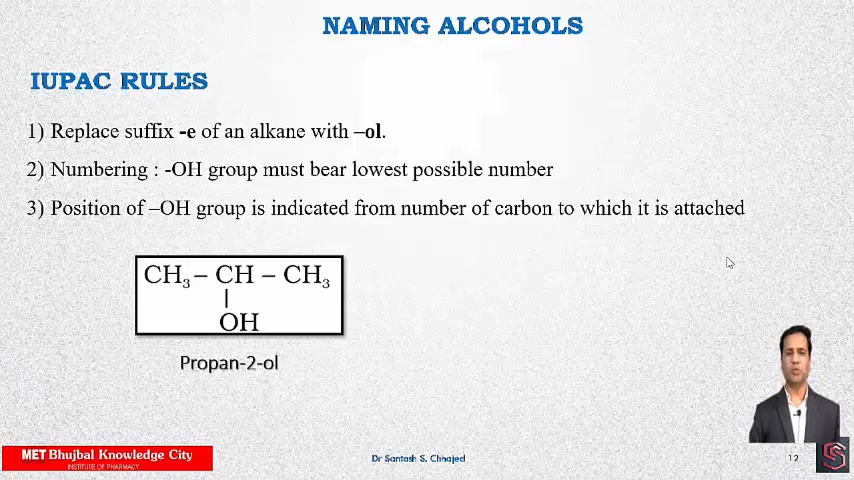 NAMING ALCOHOLS
IUPAC RULES
1) Replace suffix -e of an alkane with –ol.
2) Numbering : -OH group must bear lowest possible number
3) Position of –OH group is indicated from number of carbon to which it is attached
CH₃ – CH – CH₃
|
OH
Propan-2-ol
MET Bhujbal Knowledge City
INSTITUTE OF PHARMACY
Dr Santosh S. Chhajed
12